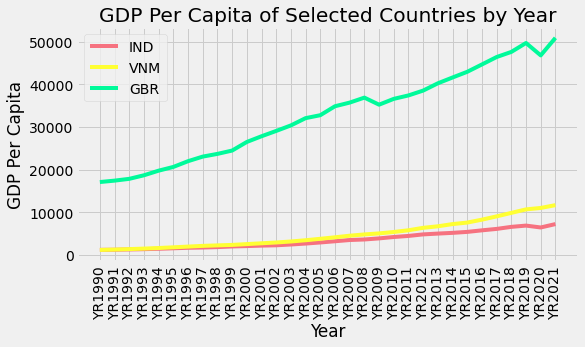 GDP Per Capita of Selected Countries by Year
IND
VNM
GBR
GDP Per Capita
50000
40000
30000
20000
10000
0
YR1990
YR1991
YR1992
YR1993
YR1994
YR1995
YR1996
YR1997
YR1998
YR1999
YR2000
YR2001
YR2002
YR2003
YR2004
YR2005
YR2006
YR2007
YR2008
YR2009
YR2010
YR2011
YR2012
YR2013
YR2014
YR2015
YR2016
YR2017
YR2018
YR2019
YR2020
YR2021
Year